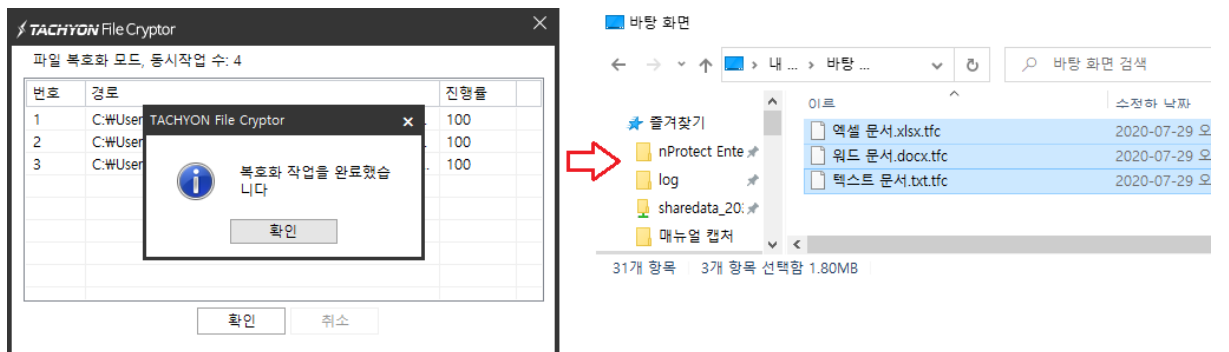 TACHYON File Cryptor
파일 복호화 모드, 동시작업 수: 4
번호 경로 진행률
1 C:₩User 100
2 C:₩User 100
3 C:₩User 100
TACHYON File Cryptor
복호화 작업을 완료했습
니다
확인
확인 취소
바탕 화면
내 ... › 바탕 ...
바탕 화면 검색
이르 수정하 날짜
즐겨찾기
nProtect Ente
log
sharedata_20
매뉴얼 캡처
엑셀 문서.xlsx.tfc 2020-07-29 오
워드 문서.docx.tfc 2020-07-29 오
텍스트 문서.txt.tfc 2020-07-29 오
31개 항목 3개 항목 선택함 1.80MB